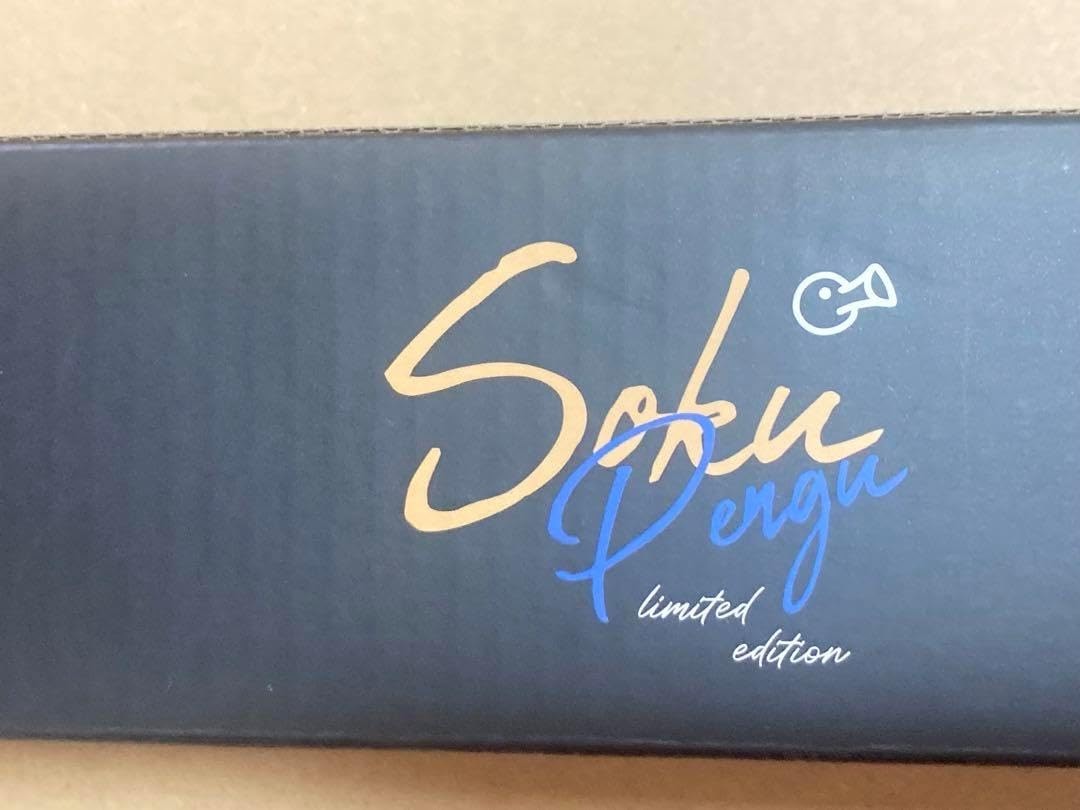 Soku
Pengu
limited
edition